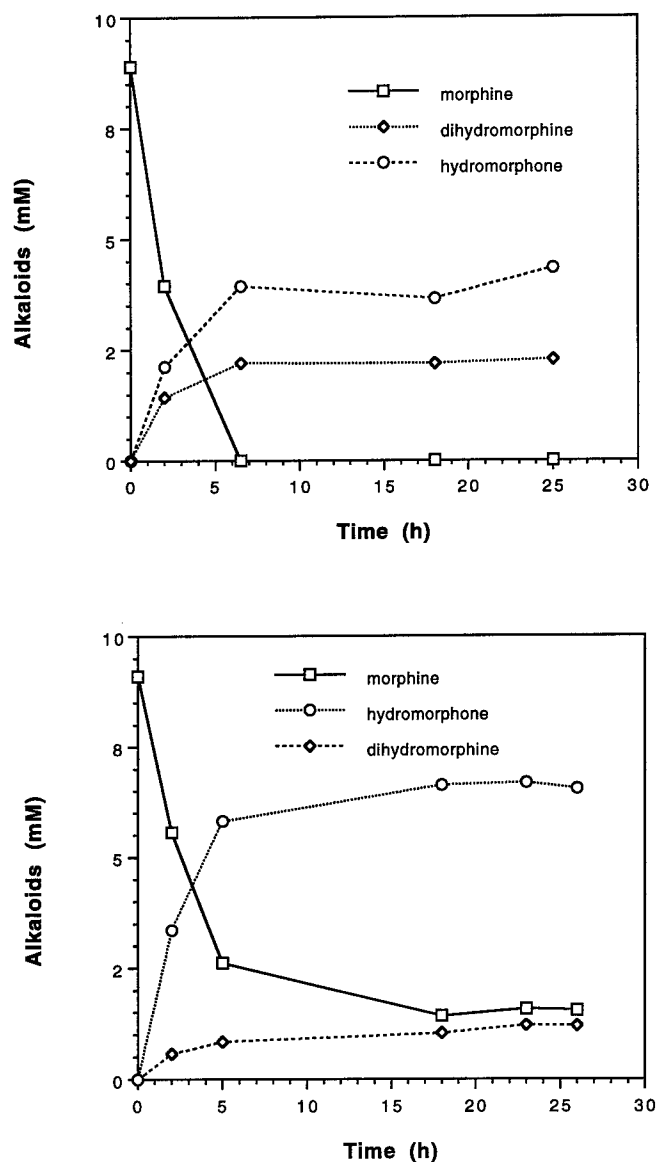 10
8
5
2
0
Alkaloids (mM)
morphine
dihydromorphine
hydromorphone
0 5 10 15 20 25 30
Time (h)
10
8
5
2
0
Alkaloids (mM)
morphine
hydromorphone
dihydromorphine
0 5 10 15 20 25 30
Time (h)